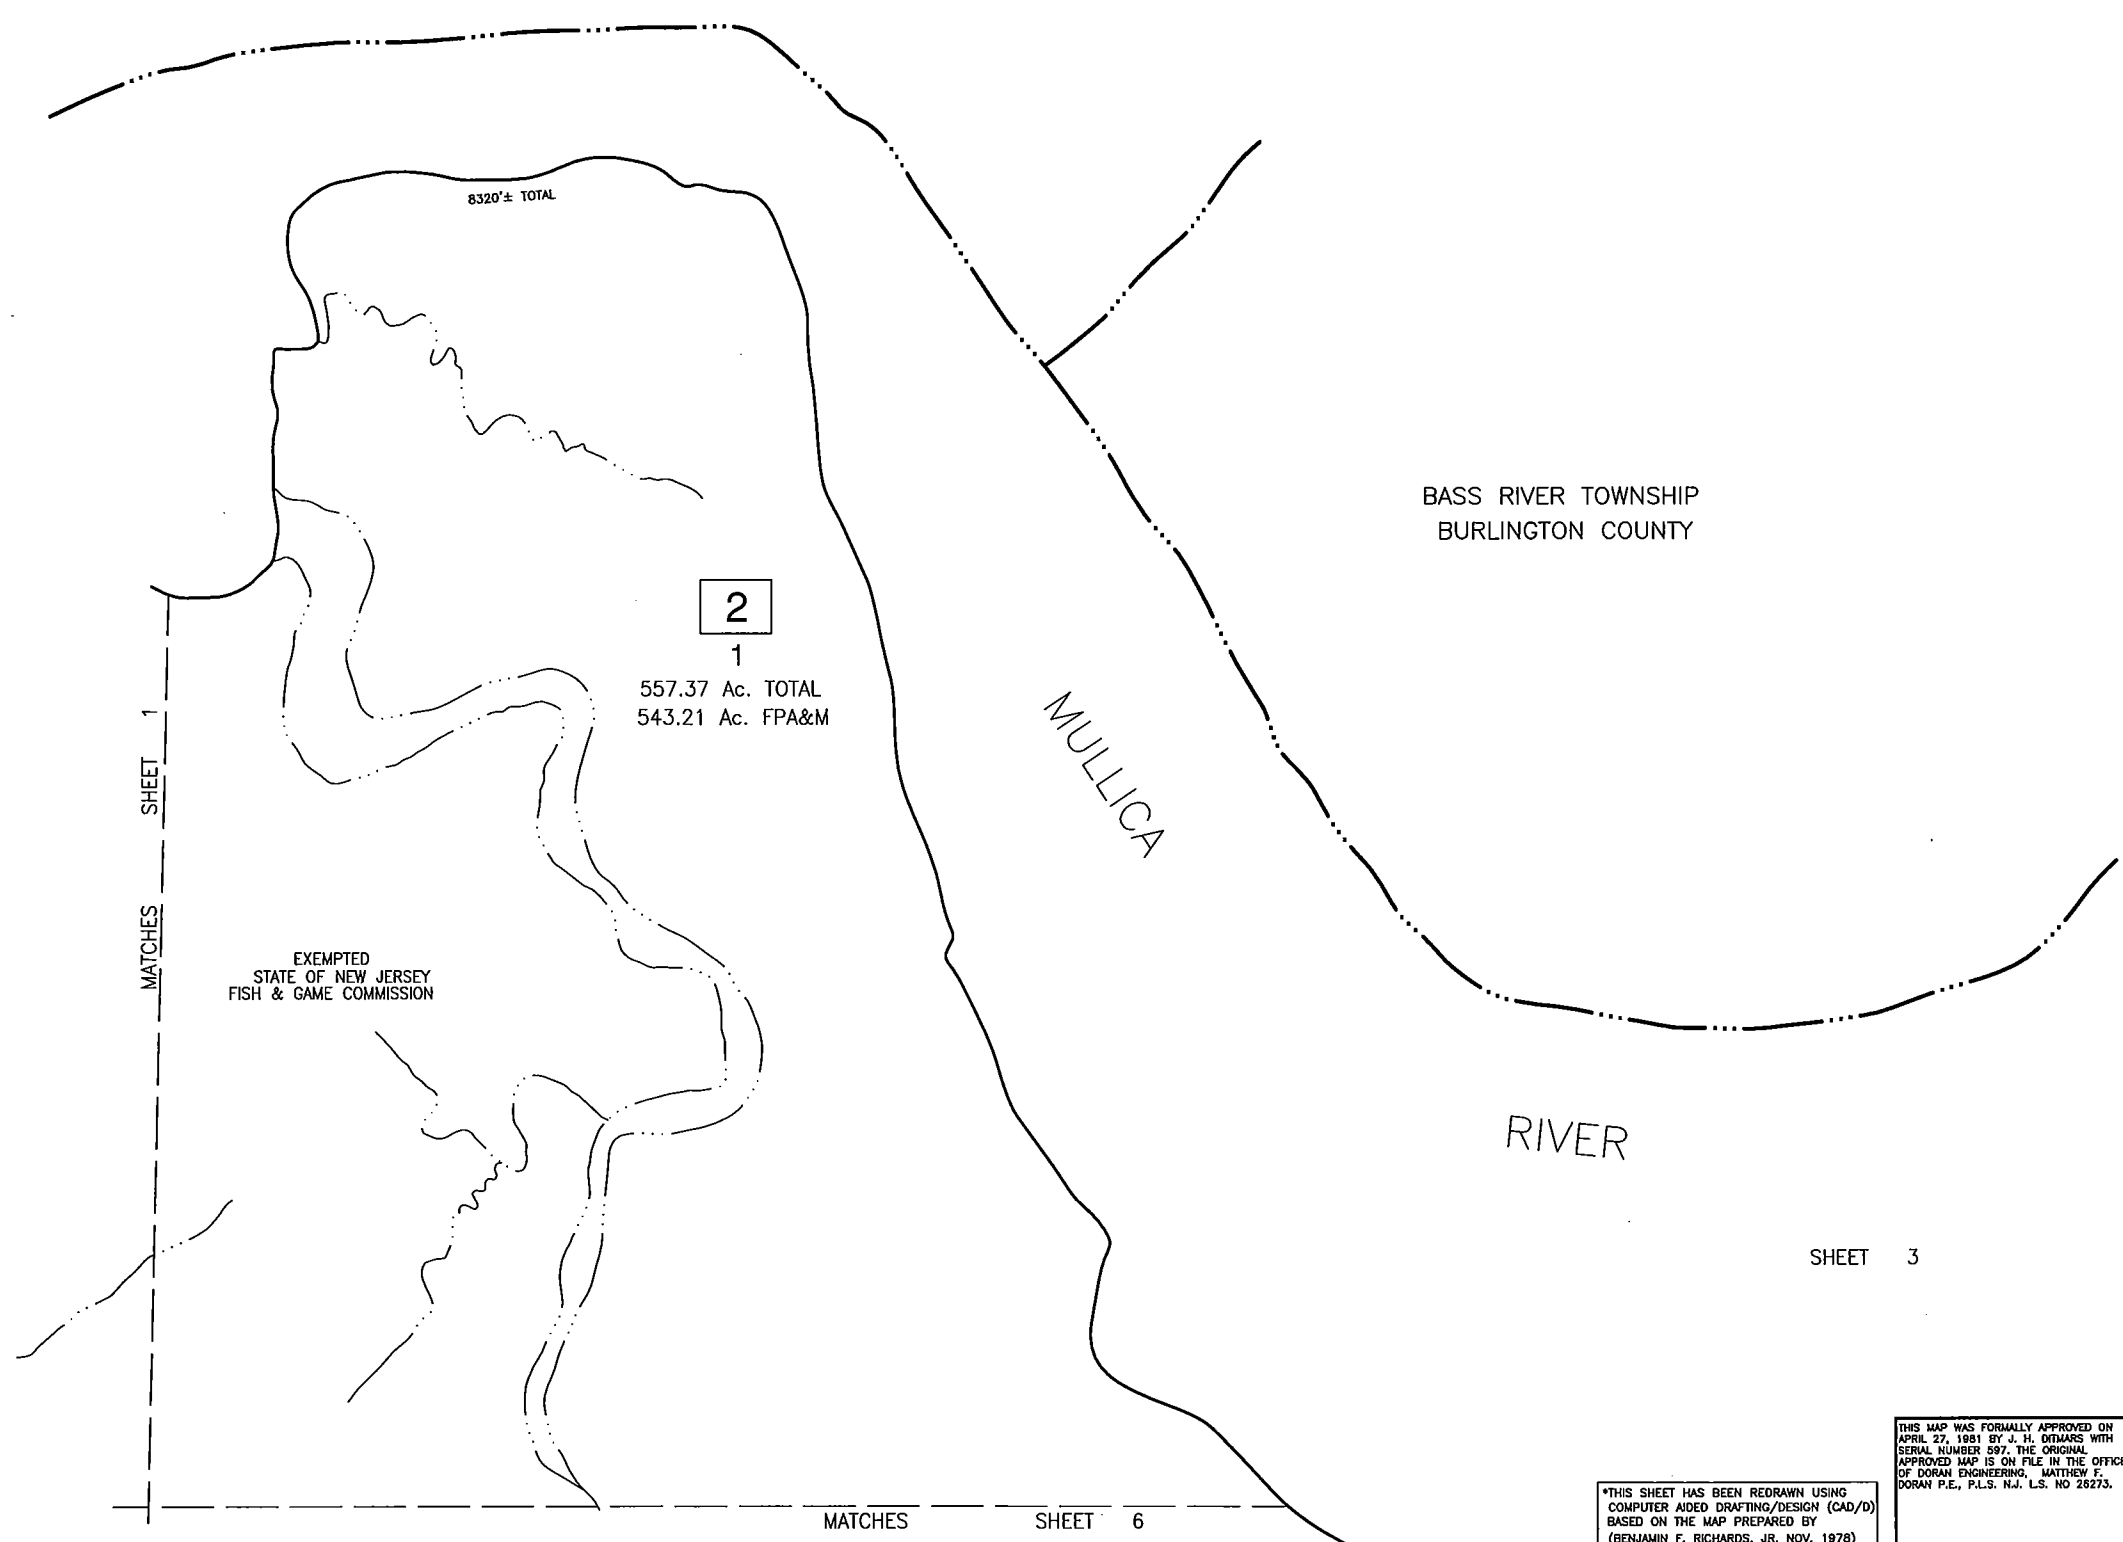 8320'± TOTAL
BASS RIVER TOWNSHIP
BURLINGTON COUNTY
2
1
557.37 Ac. TOTAL
543.21 Ac. FPA&M
MATCHES SHEET 1
MULLICA
EXEMPTED
STATE OF NEW JERSEY
FISH & GAME COMMISSION
RIVER
SHEET 3
MATCHES SHEET 6
*THIS SHEET HAS BEEN REDRAWN USING
COMPUTER AIDED DRAFTING/DESIGN (CAD/D)
BASED ON THE MAP PREPARED BY
(BENJAMIN F. RICHARDS, JR. NOV. 1978)
THIS MAP WAS FORMALLY APPROVED ON
APRIL 27, 1981 BY J. H. DITMARS WITH
SERIAL NUMBER 597. THE ORIGINAL
APPROVED MAP IS ON FILE IN THE OFFICE
OF DORAN ENGINEERING, MATTHEW F.
DORAN P.E., P.L.S. N.J. L.S. NO 26273.